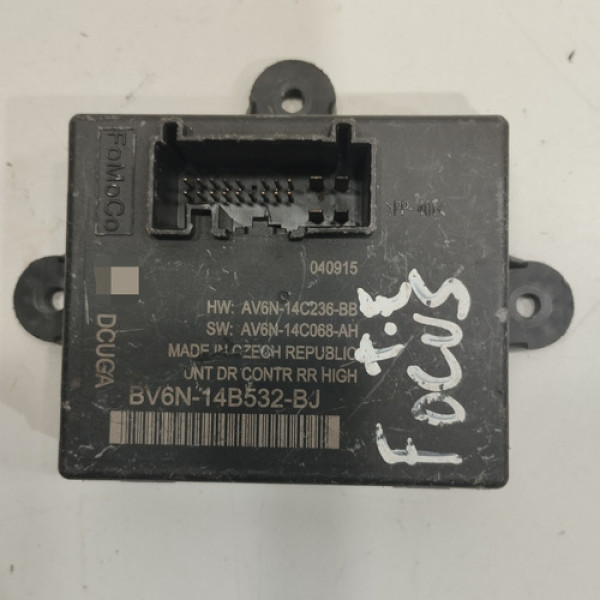 FoMoCo
040915
HW: AV6N-14C236-BB
SW: AV6N-14C068-AH
MADE IN CZECH REPUBLIC
UNT DR CONTR RR HIGH
BV6N-14B532-BJ
DCUGA
T.E
FOCUS